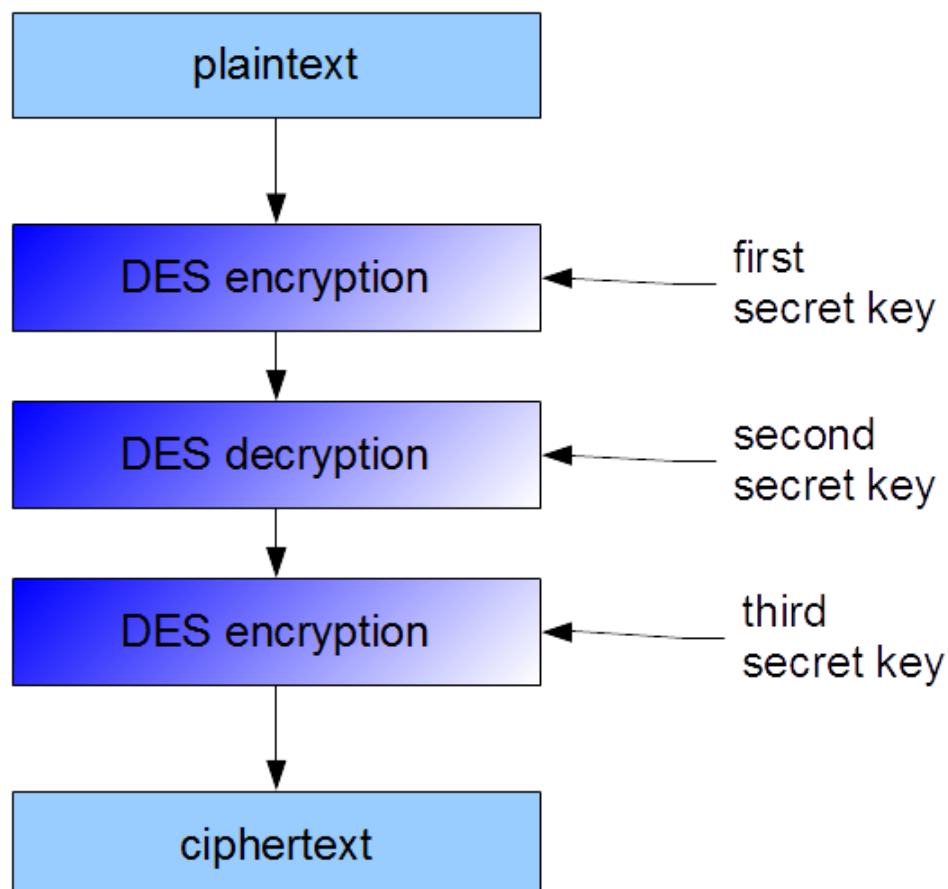 plaintext
DES encryption
first
secret key
DES decryption
second
secret key
DES encryption
third
secret key
ciphertext